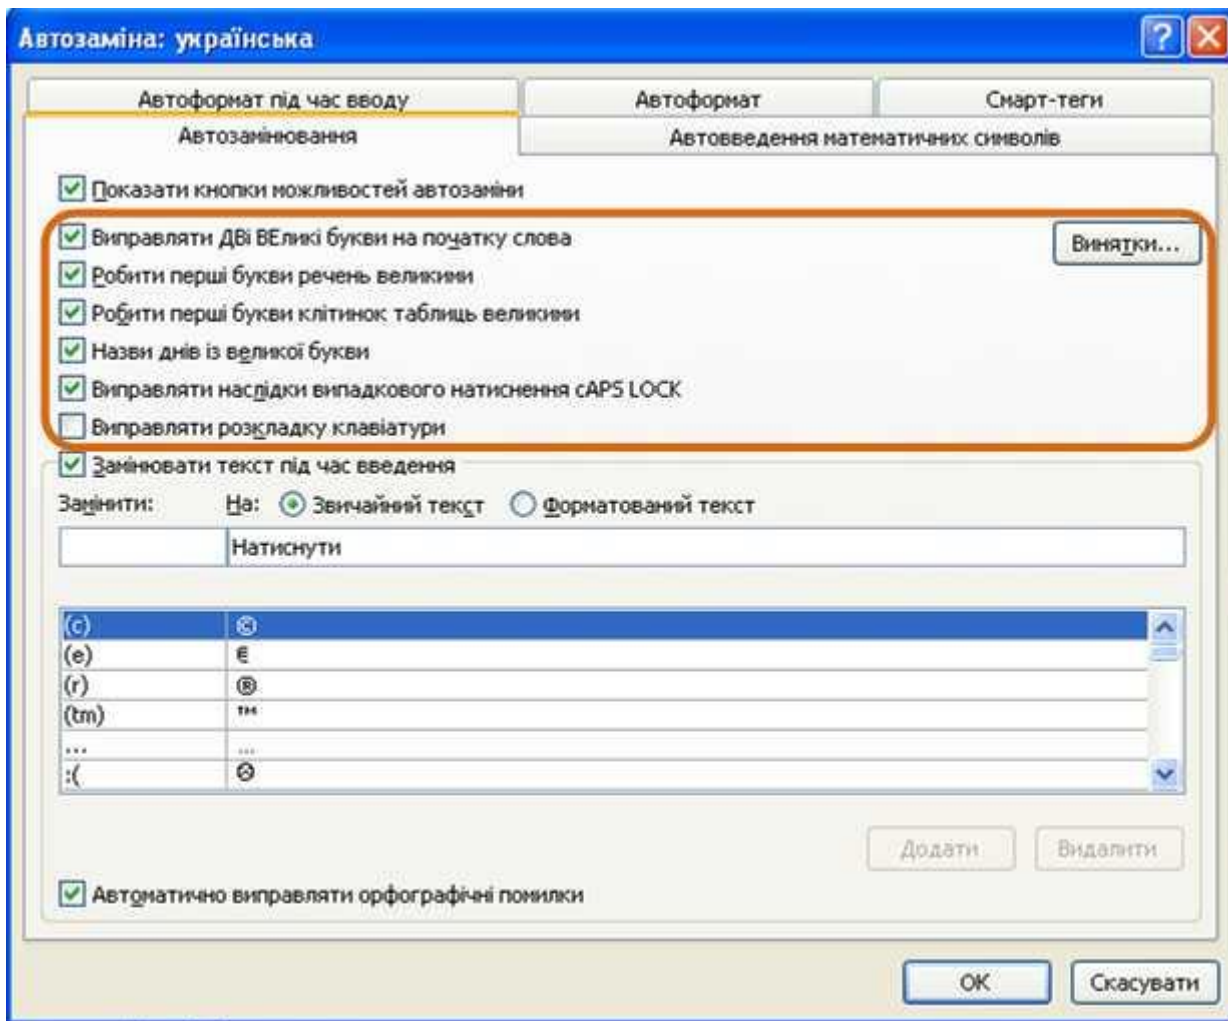 Автозаміна: українська
Автоформат під час вводу Автоформат Смарт-теги
Автозамінювання Автовведення математичних символів
Показати кнопки можливостей автозаміни
Виправляти ДВі ВЕликі букви на початку слова Винятки...
Робити перші букви речень великими
Робити перші букви клітинок таблиць великими
Назви днів із великої букви
Виправляти наслідки випадкового натиснення cAPS LOCK
Виправляти розкладку клавіатури
Замінювати текст під час введення
Замінити: На: Звичайний текст Форматований текст
Натиснути
(c) ©
(e) €
(r) ®
(tm) ™
... …
:( ☹
Додати Видалити
Автоматично виправляти орфографічні помилки
ОК Скасувати